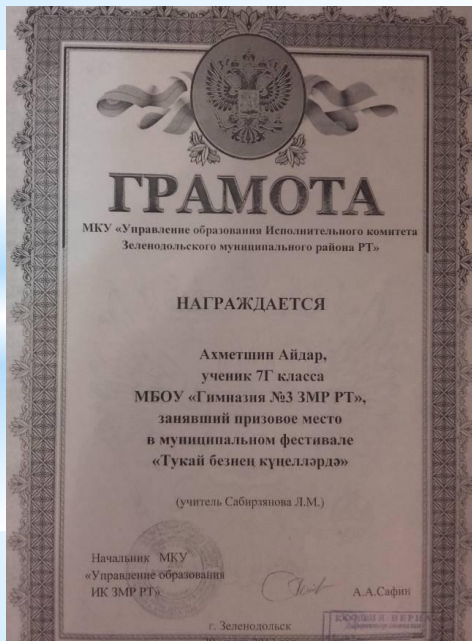 ГРАМОТА
МКУ «Управление образования Исполнительного комитета
Зеленодольского муниципального района РТ»
НАГРАЖДАЕТСЯ
Ахметшин Айдар,
ученик 7Г класса
МБОУ «Гимназия №3 ЗМР РТ»,
занявший призовое место
в муниципальном фестивале
«Тукай безнең күңелләрдә»
(учитель Сабирзянова Л.М.)
Начальник МКУ
«Управление образования
ИК ЗМР РТ»
А.А.Сафин
г. Зеленодольск
КОПИЯ ВЕРНА